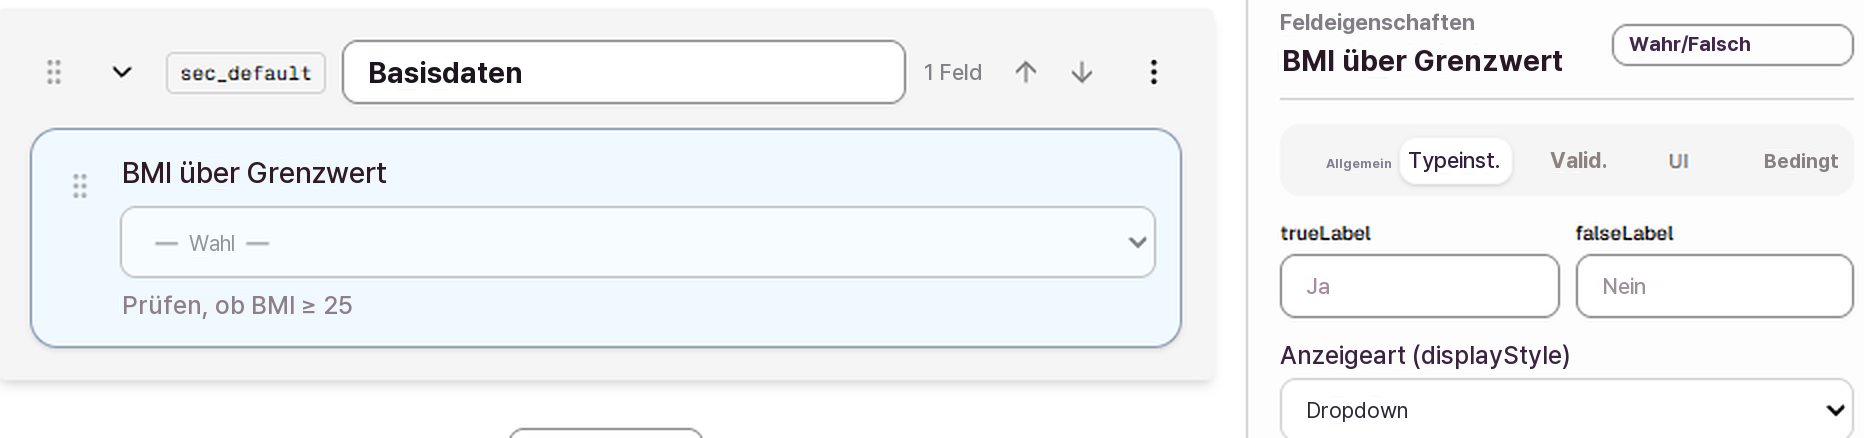 sec_default
Basisdaten
1 Feld
BMI über Grenzwert
— Wahl —
Prüfen, ob BMI ≥ 25
Feldeigenschaften
BMI über Grenzwert
Wahr/Falsch
Allgemein Typeinst. Valid. UI Bedingt
trueLabel falseLabel
Ja Nein
Anzeigeart (displayStyle)
Dropdown